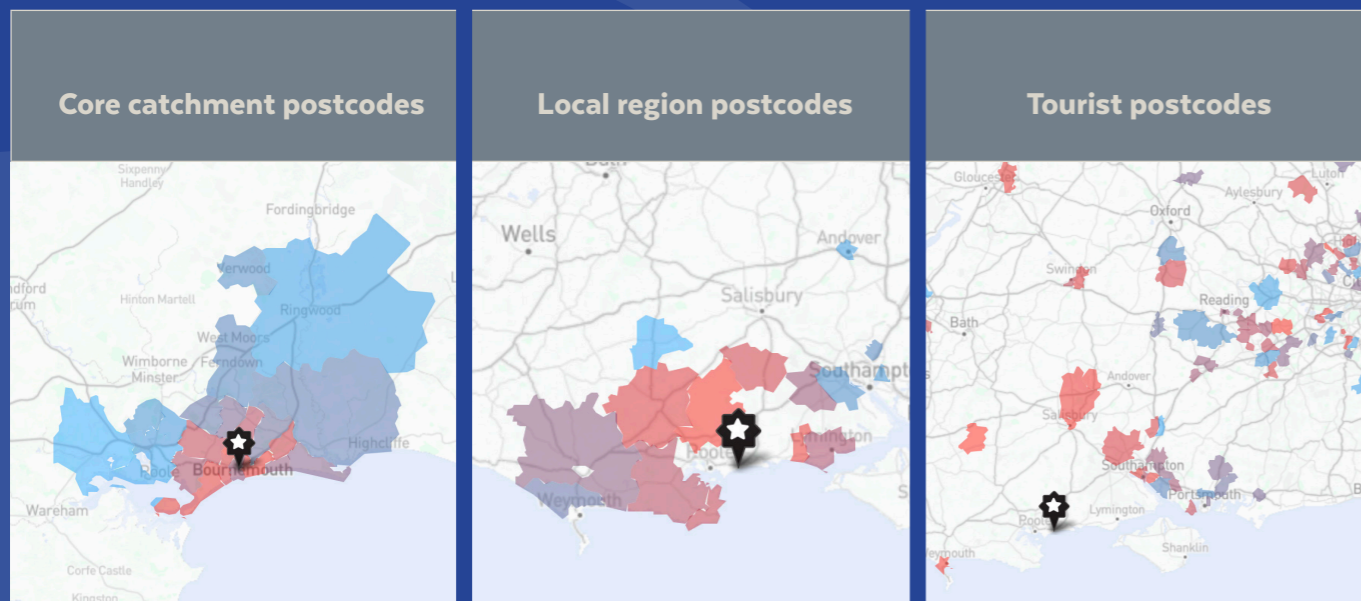 Core catchment postcodes
Local region postcodes
Tourist postcodes
Sixpenny
Handley
Fordingbridge
Verwood
Hinton Martell
Ringwood
West Moors
Wimborne
Minster
Ferndown
Highcliffe
Poole
Bournemouth
Wareham
Corfe Castle
Kingston
Wells
Andover
Salisbury
Southampt
Lymington
Poole
Weymouth
Gloucester
Luton
Aylesbury
Oxford
Swindon
Reading
Bath
Andover
Salisbury
Southampton
Portsmouth
Poole
Lymington
Shanklin
eymouth